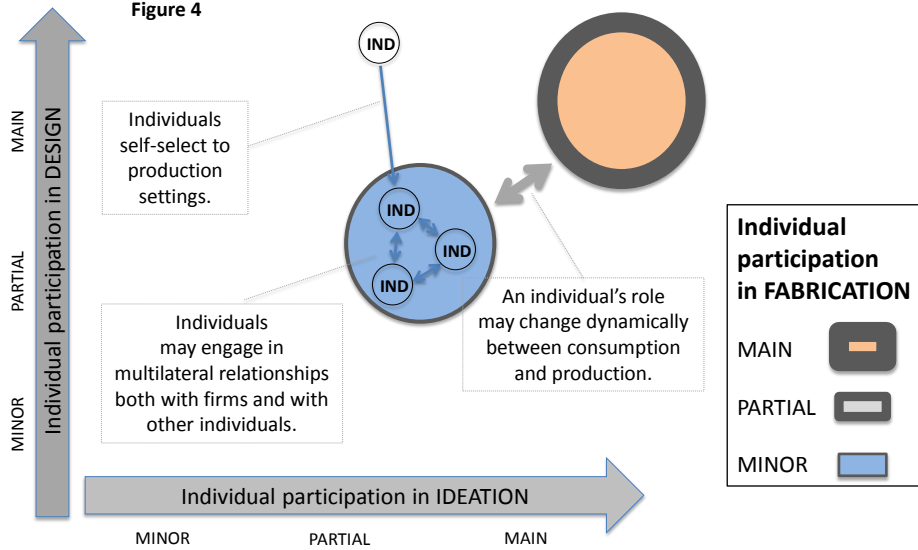 Figure 4
IND
Individuals
self-select to
production
settings.
IND
IND
IND
Individuals
may engage in
multilateral relationships
both with firms and with
other individuals.
An individual’s role
may change dynamically
between consumption
and production.
Individual participation in DESIGN
MAIN
PARTIAL
MINOR
Individual participation in IDEATION
MINOR
PARTIAL
MAIN
Individual
participation
in FABRICATION
MAIN
PARTIAL
MINOR